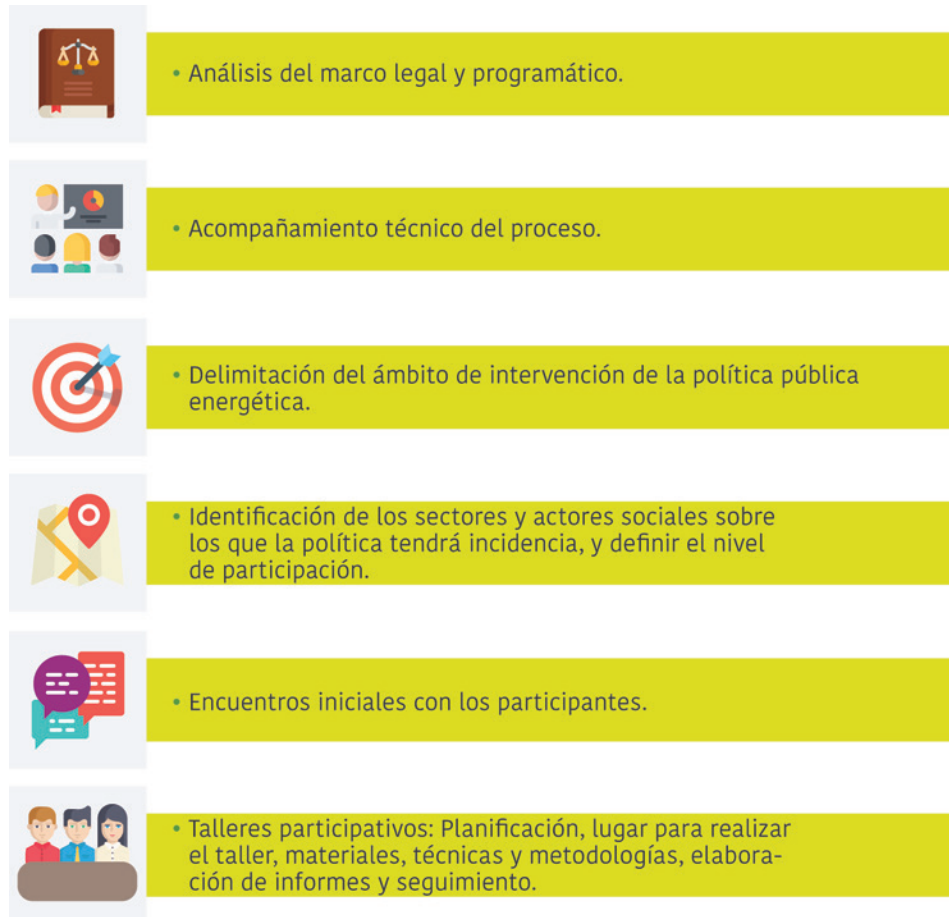 • Análisis del marco legal y programático.
• Acompañamiento técnico del proceso.
• Delimitación del ámbito de intervención de la política pública
energética.
• Identificación de los sectores y actores sociales sobre
los que la política tendrá incidencia, y definir el nivel
de participación.
• Encuentros iniciales con los participantes.
• Talleres participativos: Planificación, lugar para realizar
el taller, materiales, técnicas y metodologías, elabora-
ción de informes y seguimiento.